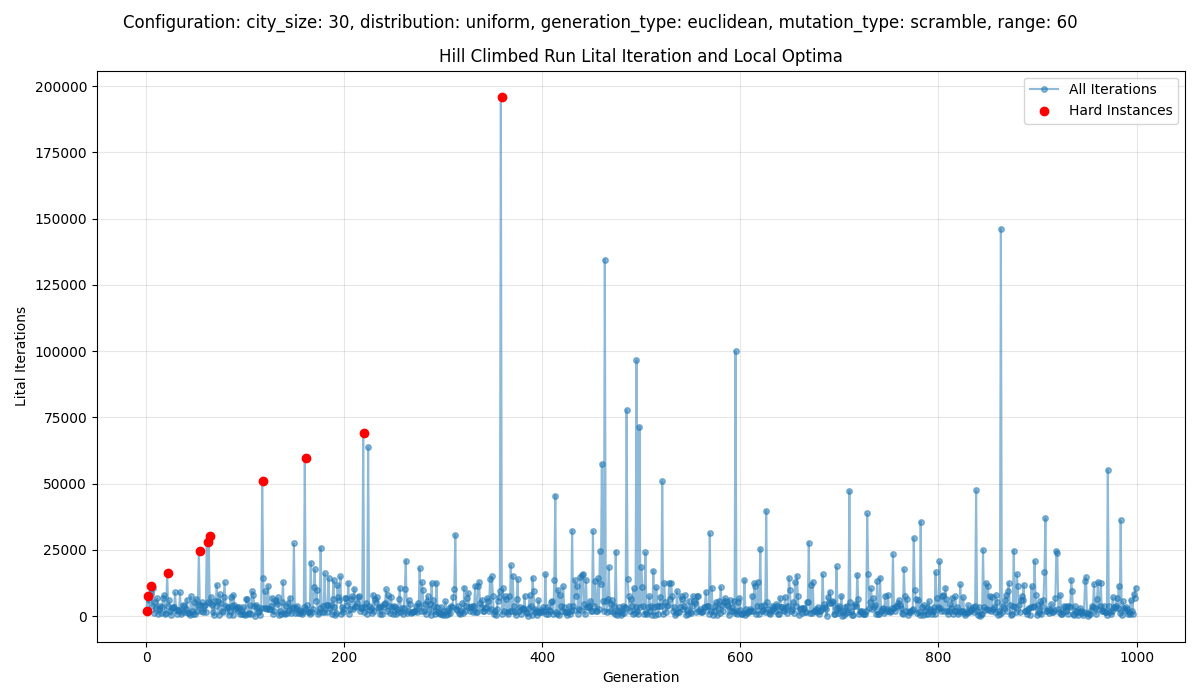 Configuration: city_size: 30, distribution: uniform, generation_type: euclidean, mutation_type: scramble, range: 60
Hill Climbed Run Lital Iteration and Local Optima
All Iterations
Hard Instances
Lital Iterations
200000
175000
150000
125000
100000
75000
50000
25000
0
0 200 400 600 800 1000
Generation